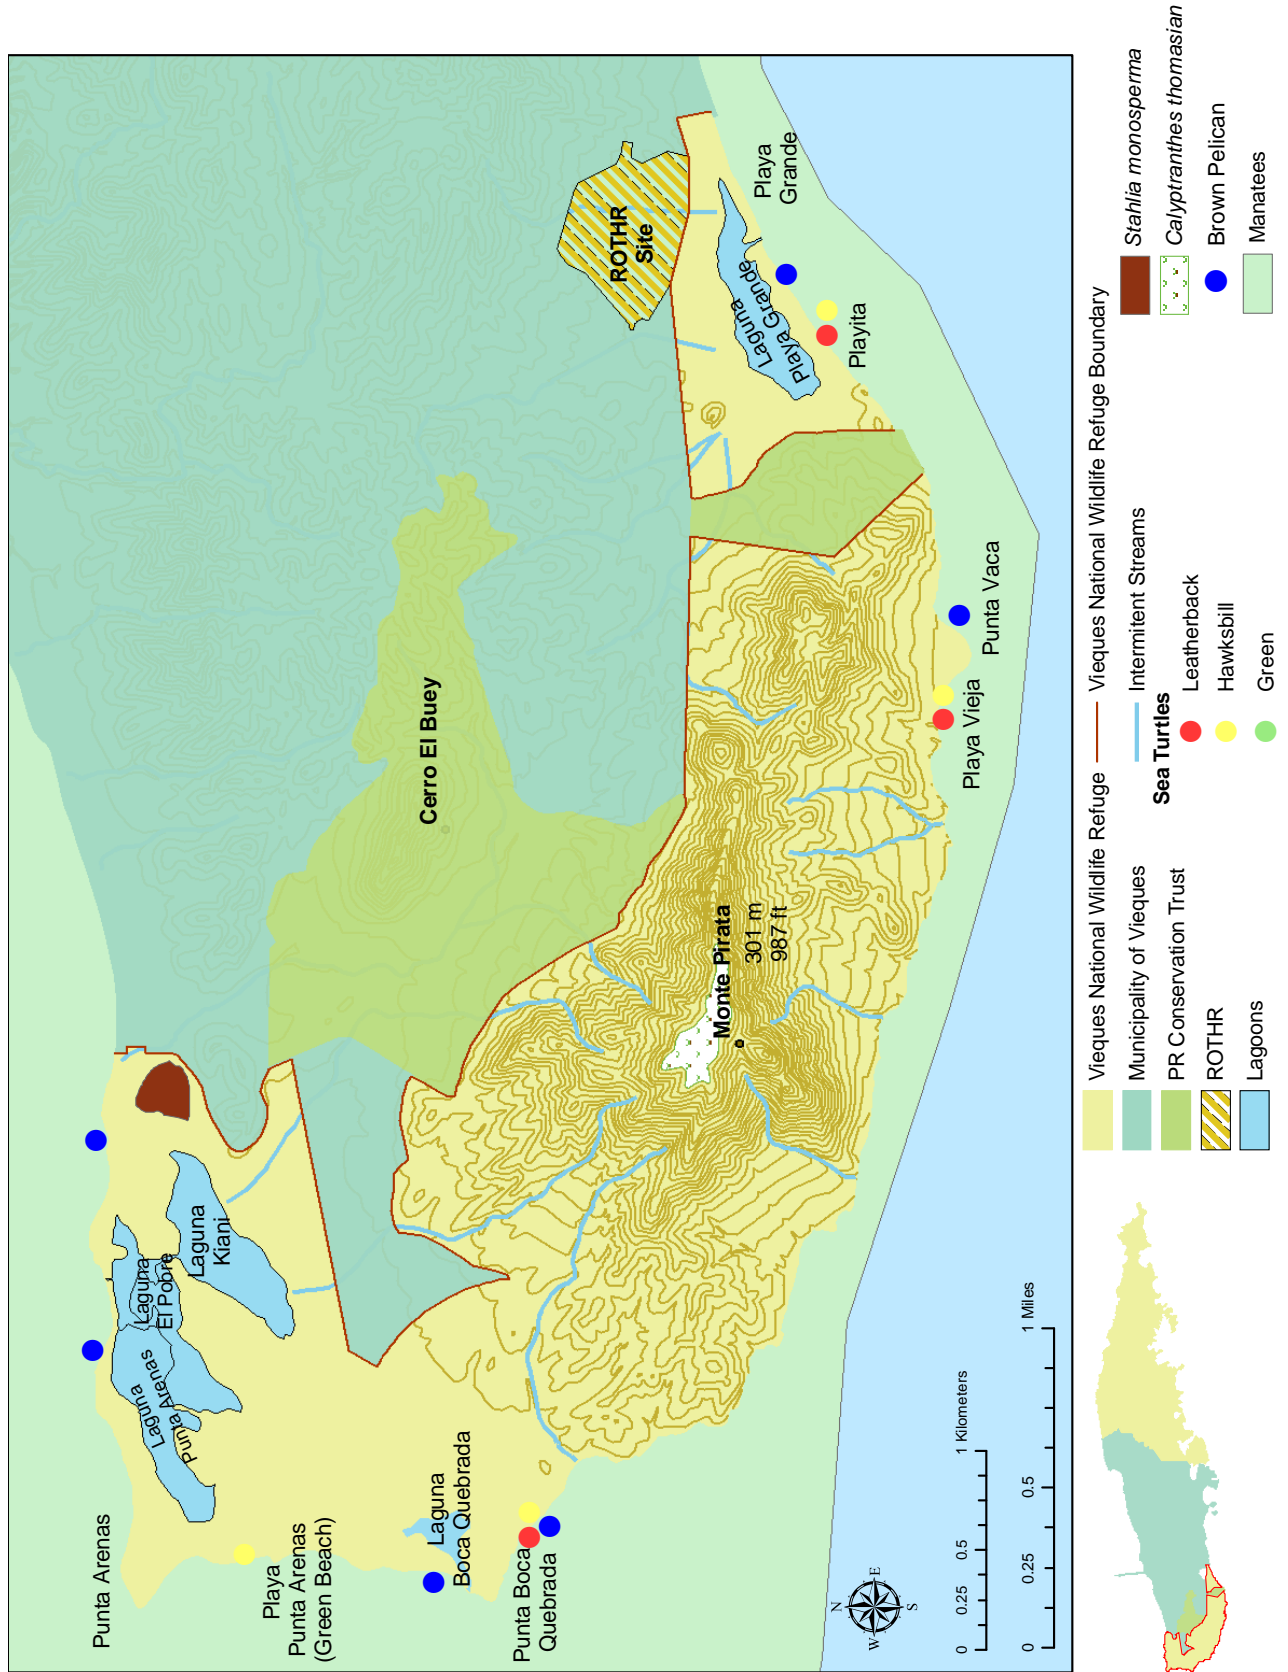 Punta Arenas
Playa
Punta Arenas
(Green Beach)
Laguna
Punta Arenas
Laguna
El Pobre
Laguna
Kiani
Laguna
Boca Quebrada
Punta Boca
Quebrada
Cerro El Buey
Monte Pirata
301 m
987 ft
Playa Vieja
Punta Vaca
ROTHR
Site
Laguna
Playa Grande
Playa
Grande
Playita
N
E
S
W
0 0.25 0.5 1 Kilometers
0 0.25 0.5 1 Miles
Vieques National Wildlife Refuge
Municipality of Vieques
PR Conservation Trust
ROTHR
Lagoons
Vieques National Wildlife Refuge Boundary
Intermitent Streams
Sea Turtles
Leatherback
Hawksbill
Green
Stahlia monosperma
Calyptranthes thomasian
Brown Pelican
Manatees